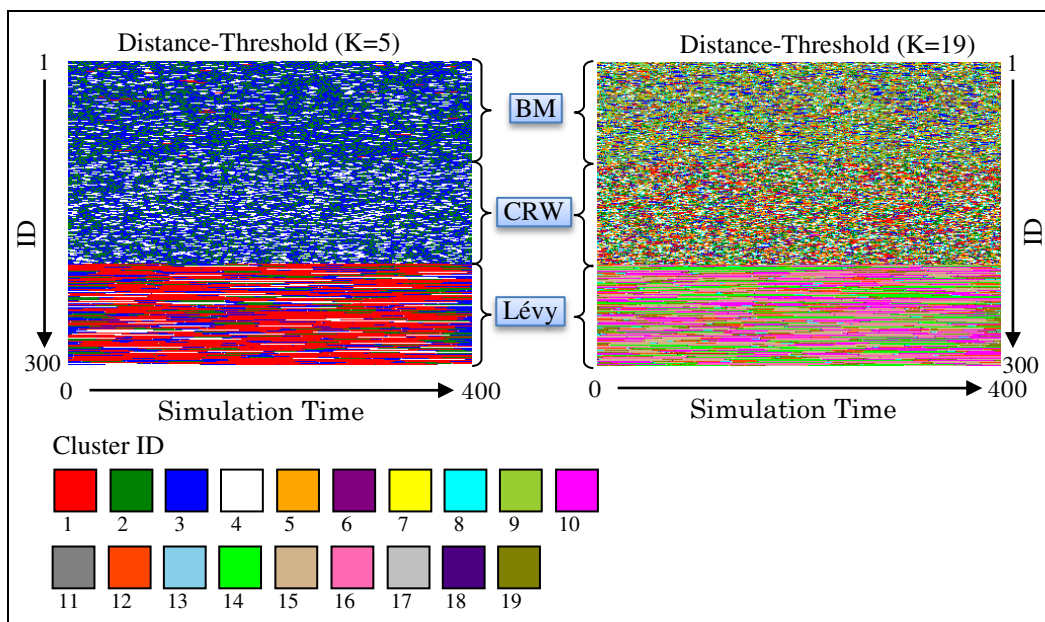 Distance-Threshold (K=5)
Distance-Threshold (K=19)
1
1
BM
CRW
Lévy
ID
ID
300
300
0
400
0
400
Simulation Time
Simulation Time
Cluster ID
1 2 3 4 5 6 7 8 9 10
11 12 13 14 15 16 17 18 19